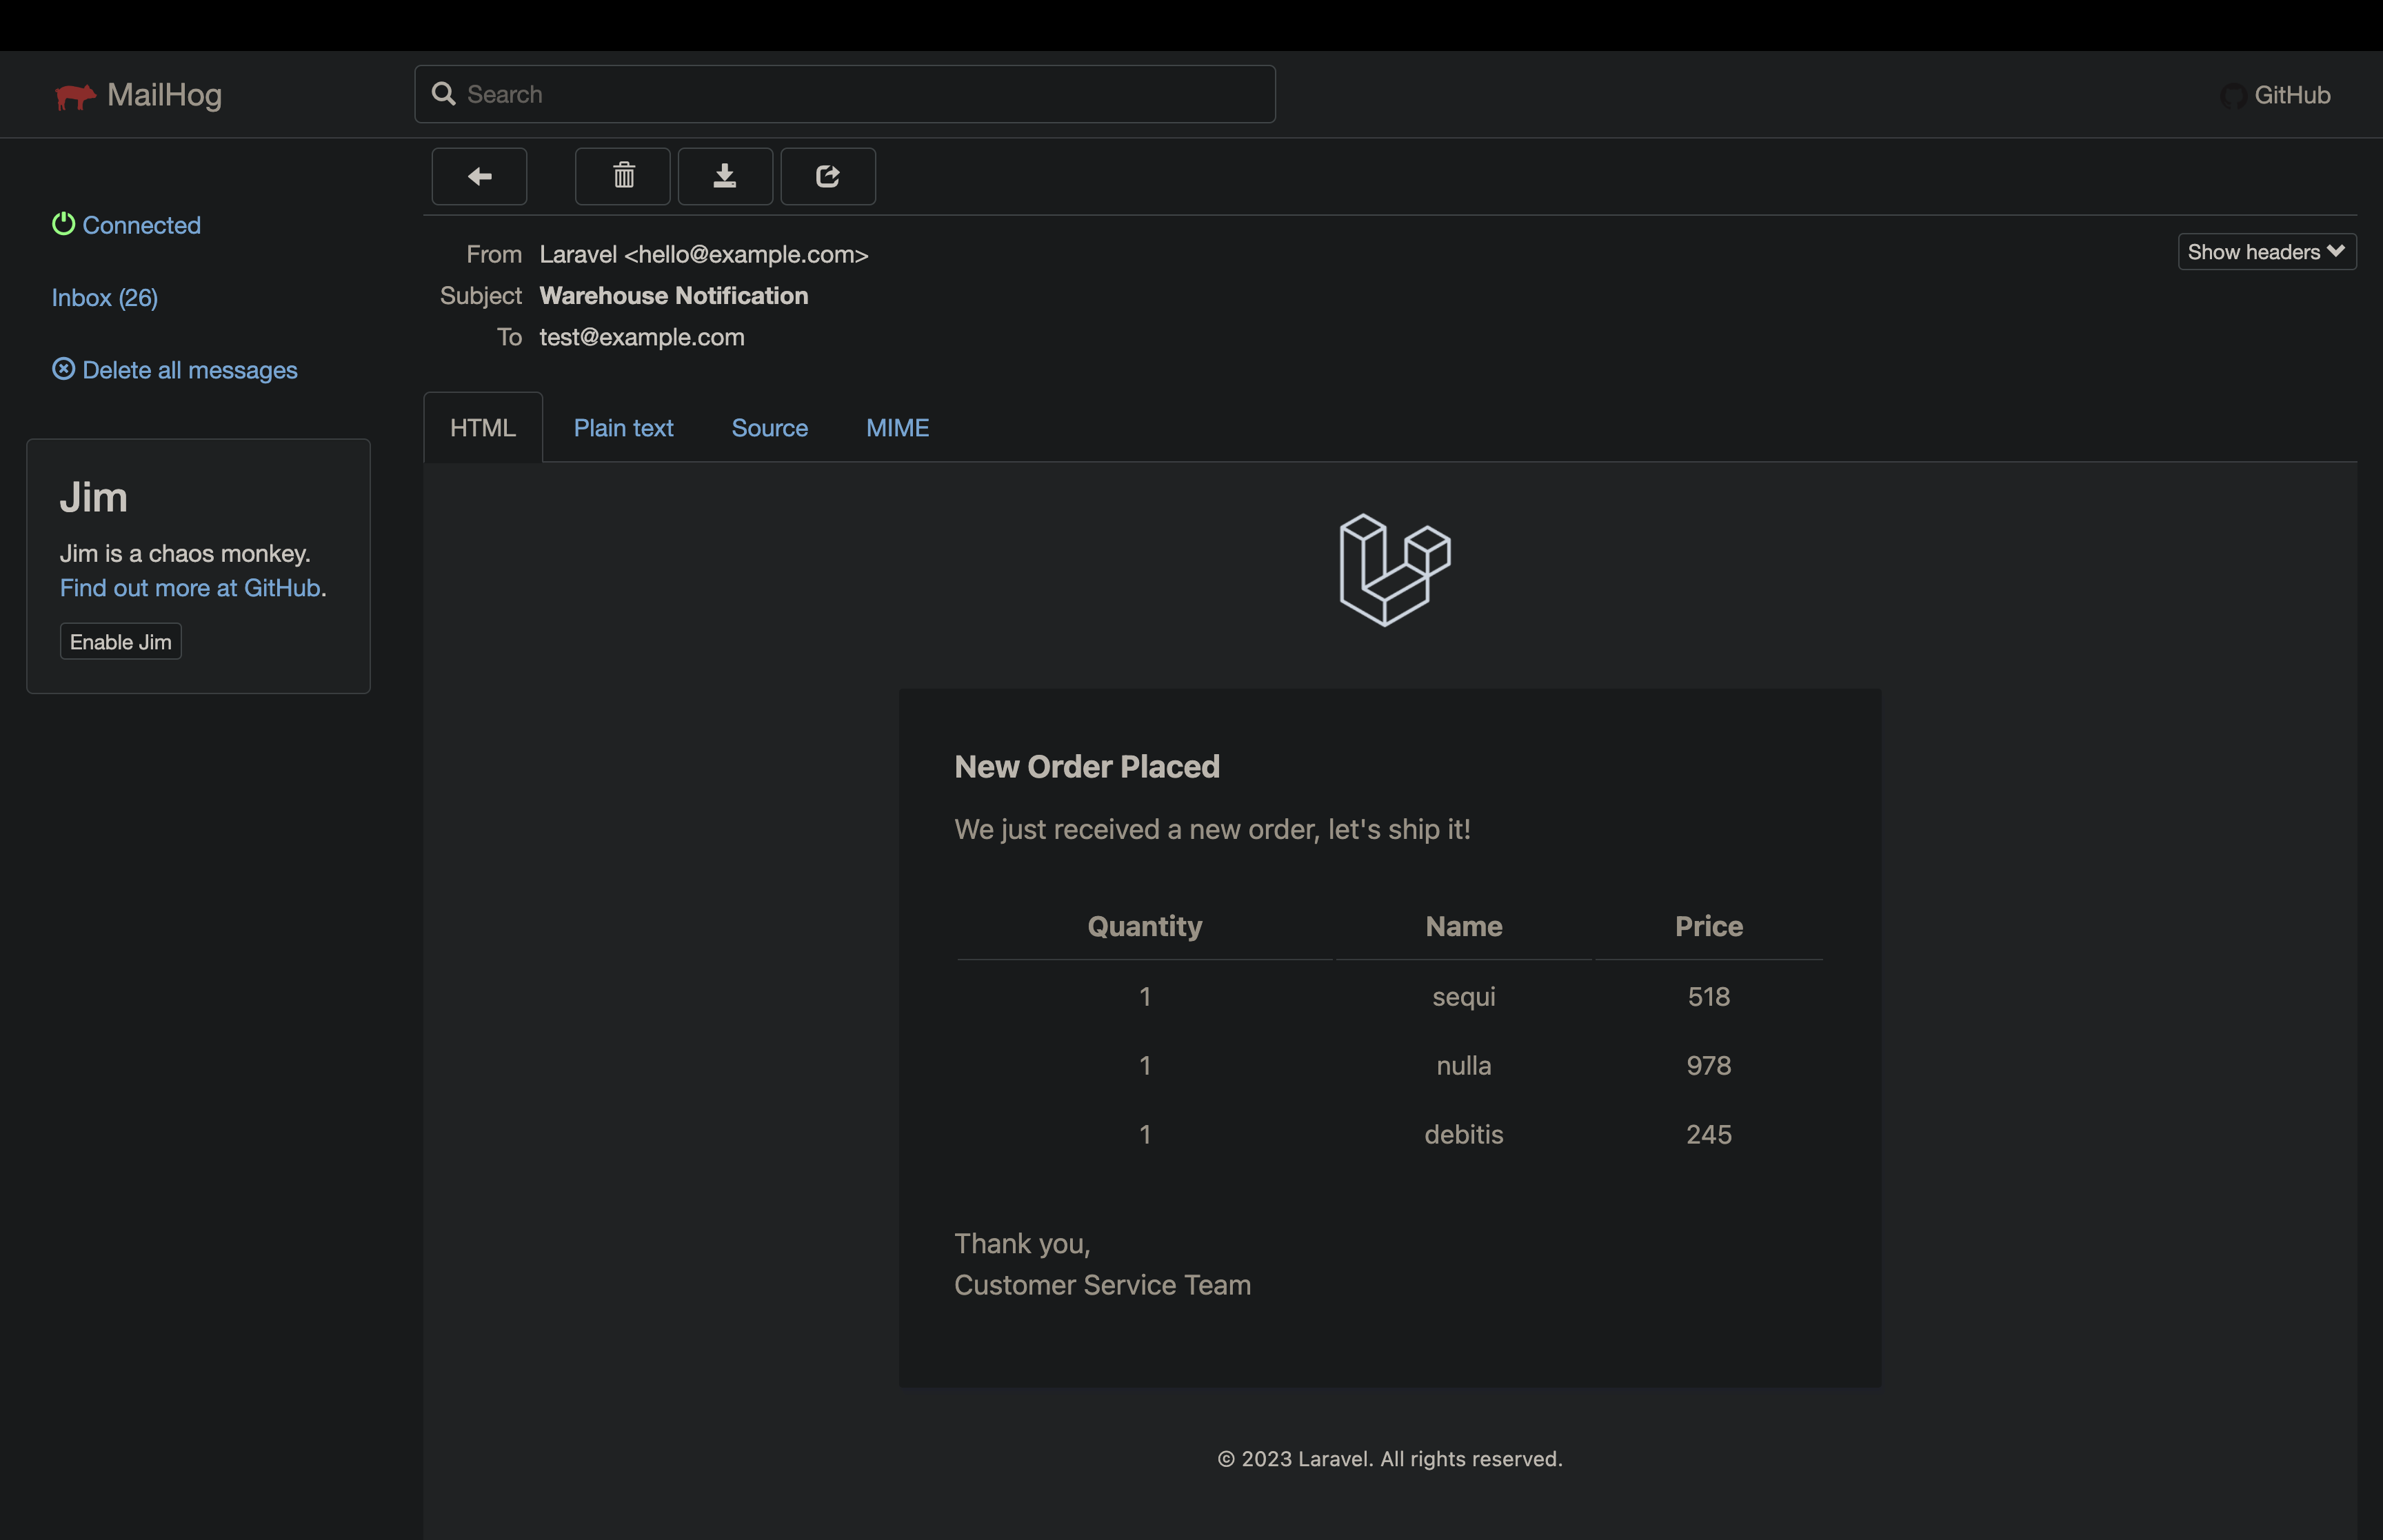 MailHog
Search
GitHub
Connected
Inbox (26)
Delete all messages
Jim
Jim is a chaos monkey.
Find out more at GitHub.
Enable Jim
From Laravel <hello@example.com>
Show headers
Subject Warehouse Notification
To test@example.com
HTML Plain text Source MIME
New Order Placed
We just received a new order, let's ship it!
Quantity Name Price
1 sequi 518
1 nulla 978
1 debitis 245
Thank you,
Customer Service Team
© 2023 Laravel. All rights reserved.